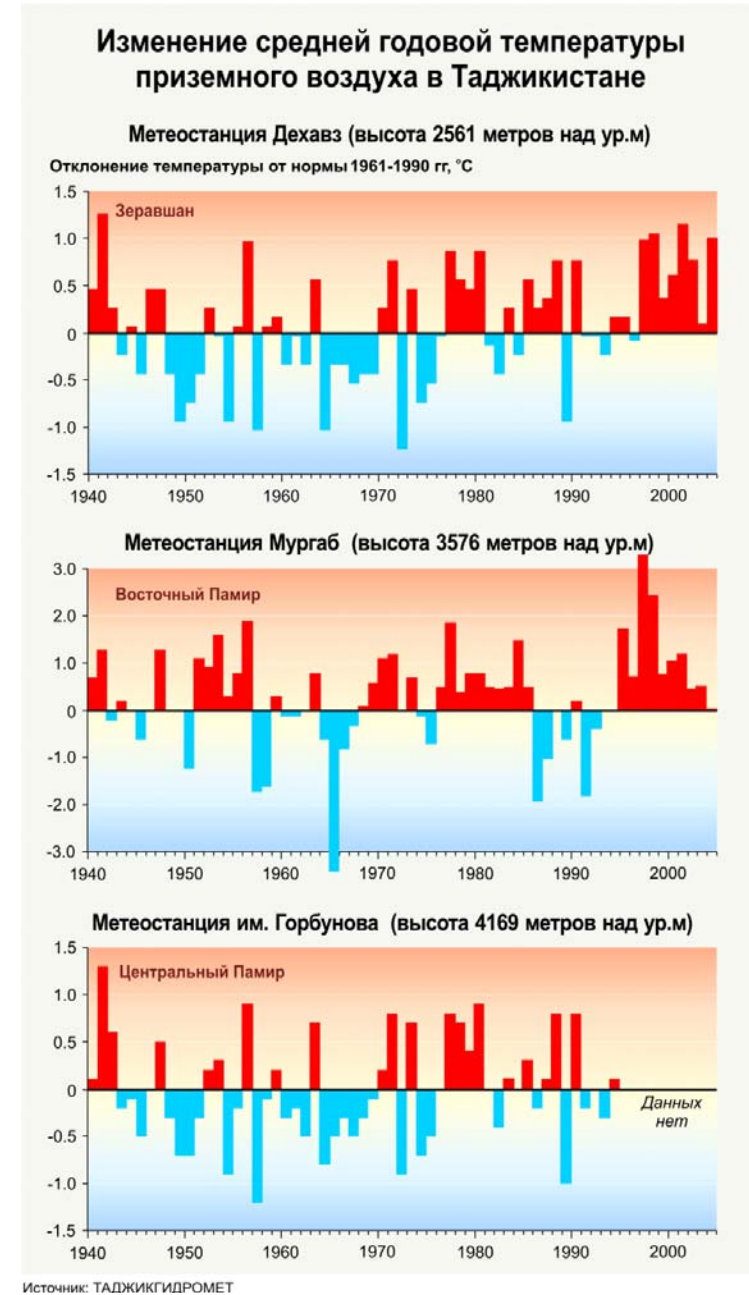 Изменение средней годовой температуры
приземного воздуха в Таджикистане
Метеостанция Дехавз (высота 2561 метров над ур.м)
Отклонение температуры от нормы 1961-1990 гг, °С
1.5
Зеравшан
1.0
0.5
0
-0.5
-1.0
-1.5
1940 1950 1960 1970 1980 1990 2000
Метеостанция Мургаб (высота 3576 метров над ур.м)
3.0
Восточный Памир
2.0
1.0
0
-1.0
-2.0
-3.0
1940 1950 1960 1970 1980 1990 2000
Метеостанция им. Горбунова (высота 4169 метров над ур.м)
1.5
Центральный Памир
1.0
0.5
0
Данных
нет
-0.5
-1.0
-1.5
1940 1950 1960 1970 1980 1990 2000
Источник: ТАДЖИКГИДРОМЕТ